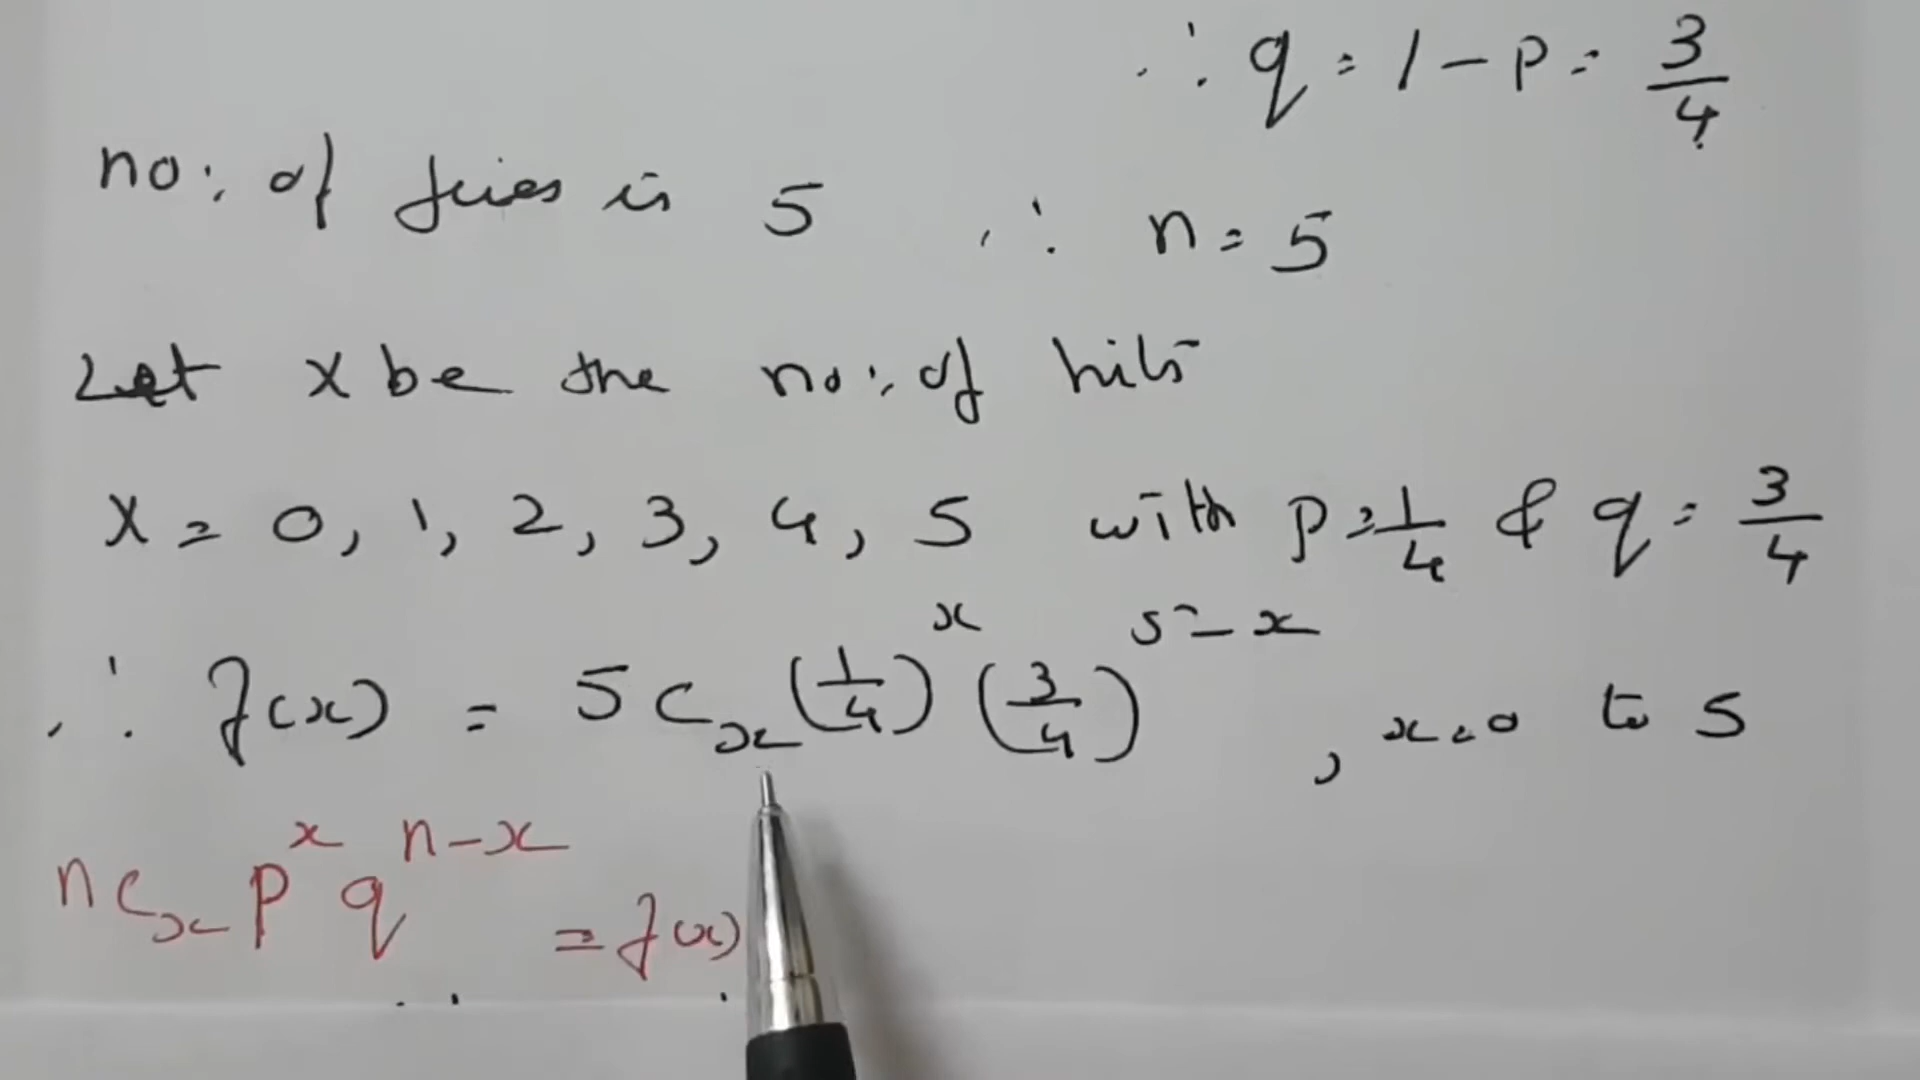 ∴ q = 1 - p = 3/4
no: of fires is 5 ∴ n = 5
Let X be the no: of hits
X = 0, 1, 2, 3, 4, 5 with p = 1/4 & q = 3/4
∴ f(x) = 5Cₓ (1/4)^x (3/4)^(5-x), x = 0 to 5
nCₓ p^x q^(n-x) = f(x)